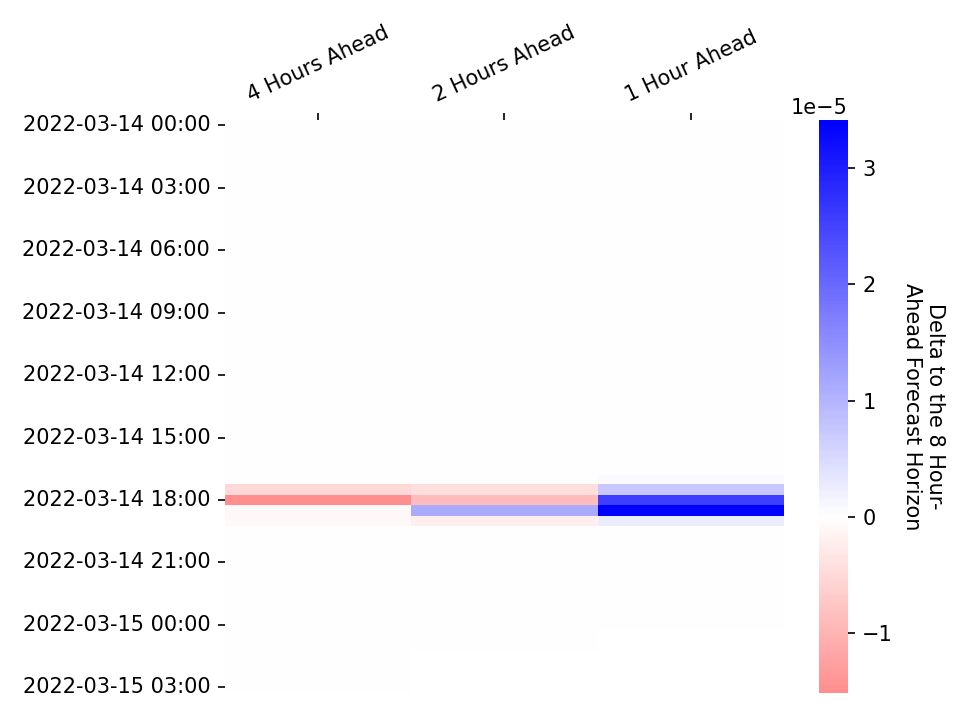 4 Hours Ahead
2 Hours Ahead
1 Hour Ahead
1e−5
2022-03-14 00:00
2022-03-14 03:00
2022-03-14 06:00
2022-03-14 09:00
2022-03-14 12:00
2022-03-14 15:00
2022-03-14 18:00
2022-03-14 21:00
2022-03-15 00:00
2022-03-15 03:00
3
2
1
0
−1
Delta to the 8 Hour-
Ahead Forecast Horizon